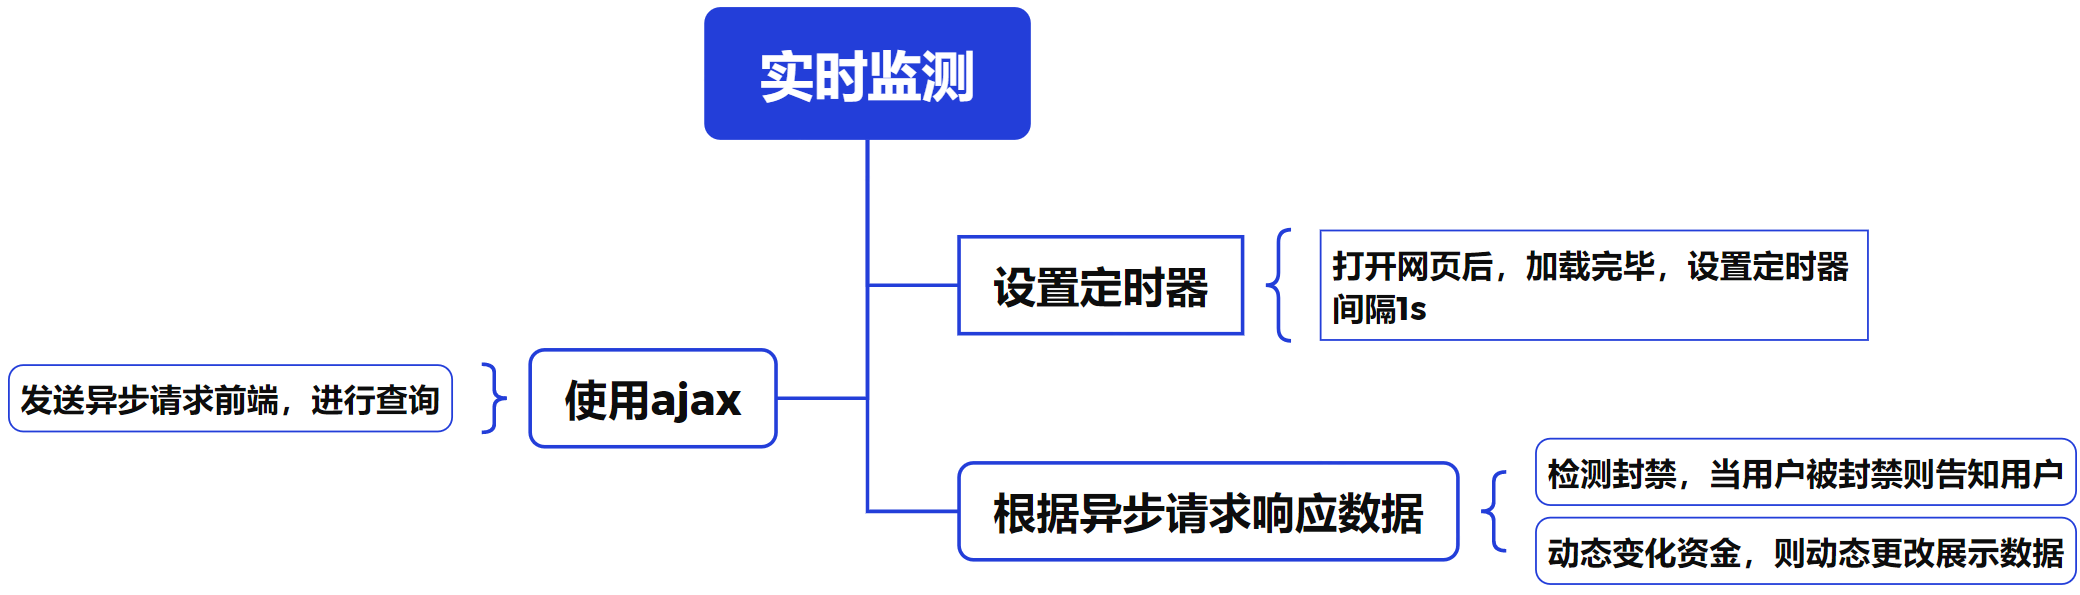 实时监测
设置定时器
打开网页后，加载完毕，设置定时器
间隔1s
使用ajax
发送异步请求前端，进行查询
根据异步请求响应数据
检测封禁，当用户被封禁则告知用户
动态变化资金，则动态更改展示数据